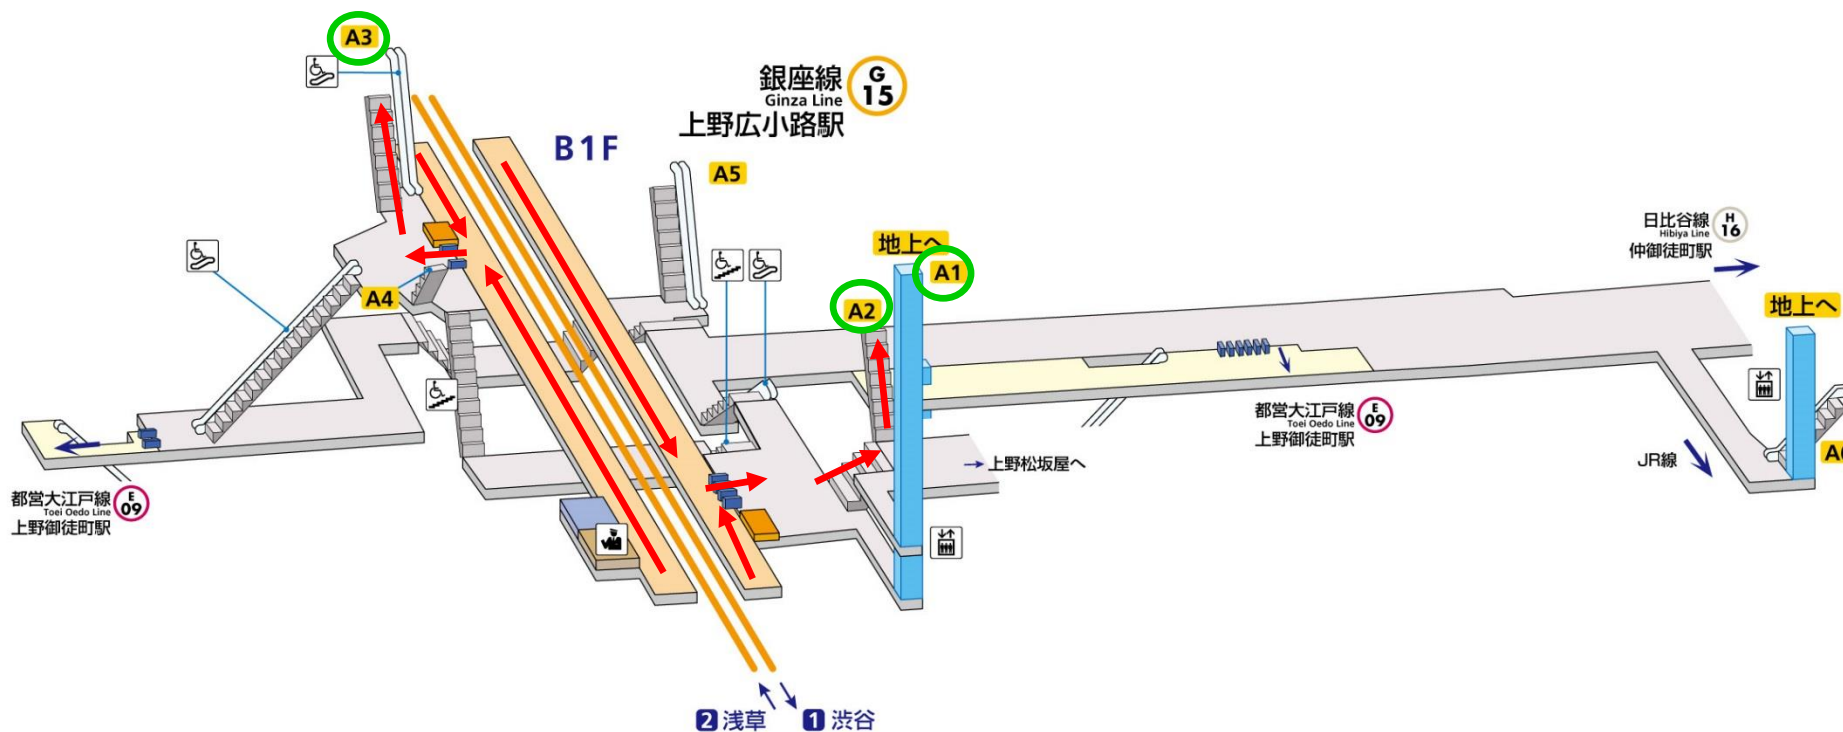 A3
銀座線
Ginza Line
上野広小路駅
G
15
B1F
A5
日比谷線
Hibiya Line
仲御徒町駅
H
16
地上へ
A1
A4
A2
地上へ
都営大江戸線
Toei Oedo Line
上野御徒町駅
E
09
JR線
上野松坂屋へ
都営大江戸線
Toei Oedo Line
上野御徒町駅
E
09
2 浅草
1 渋谷